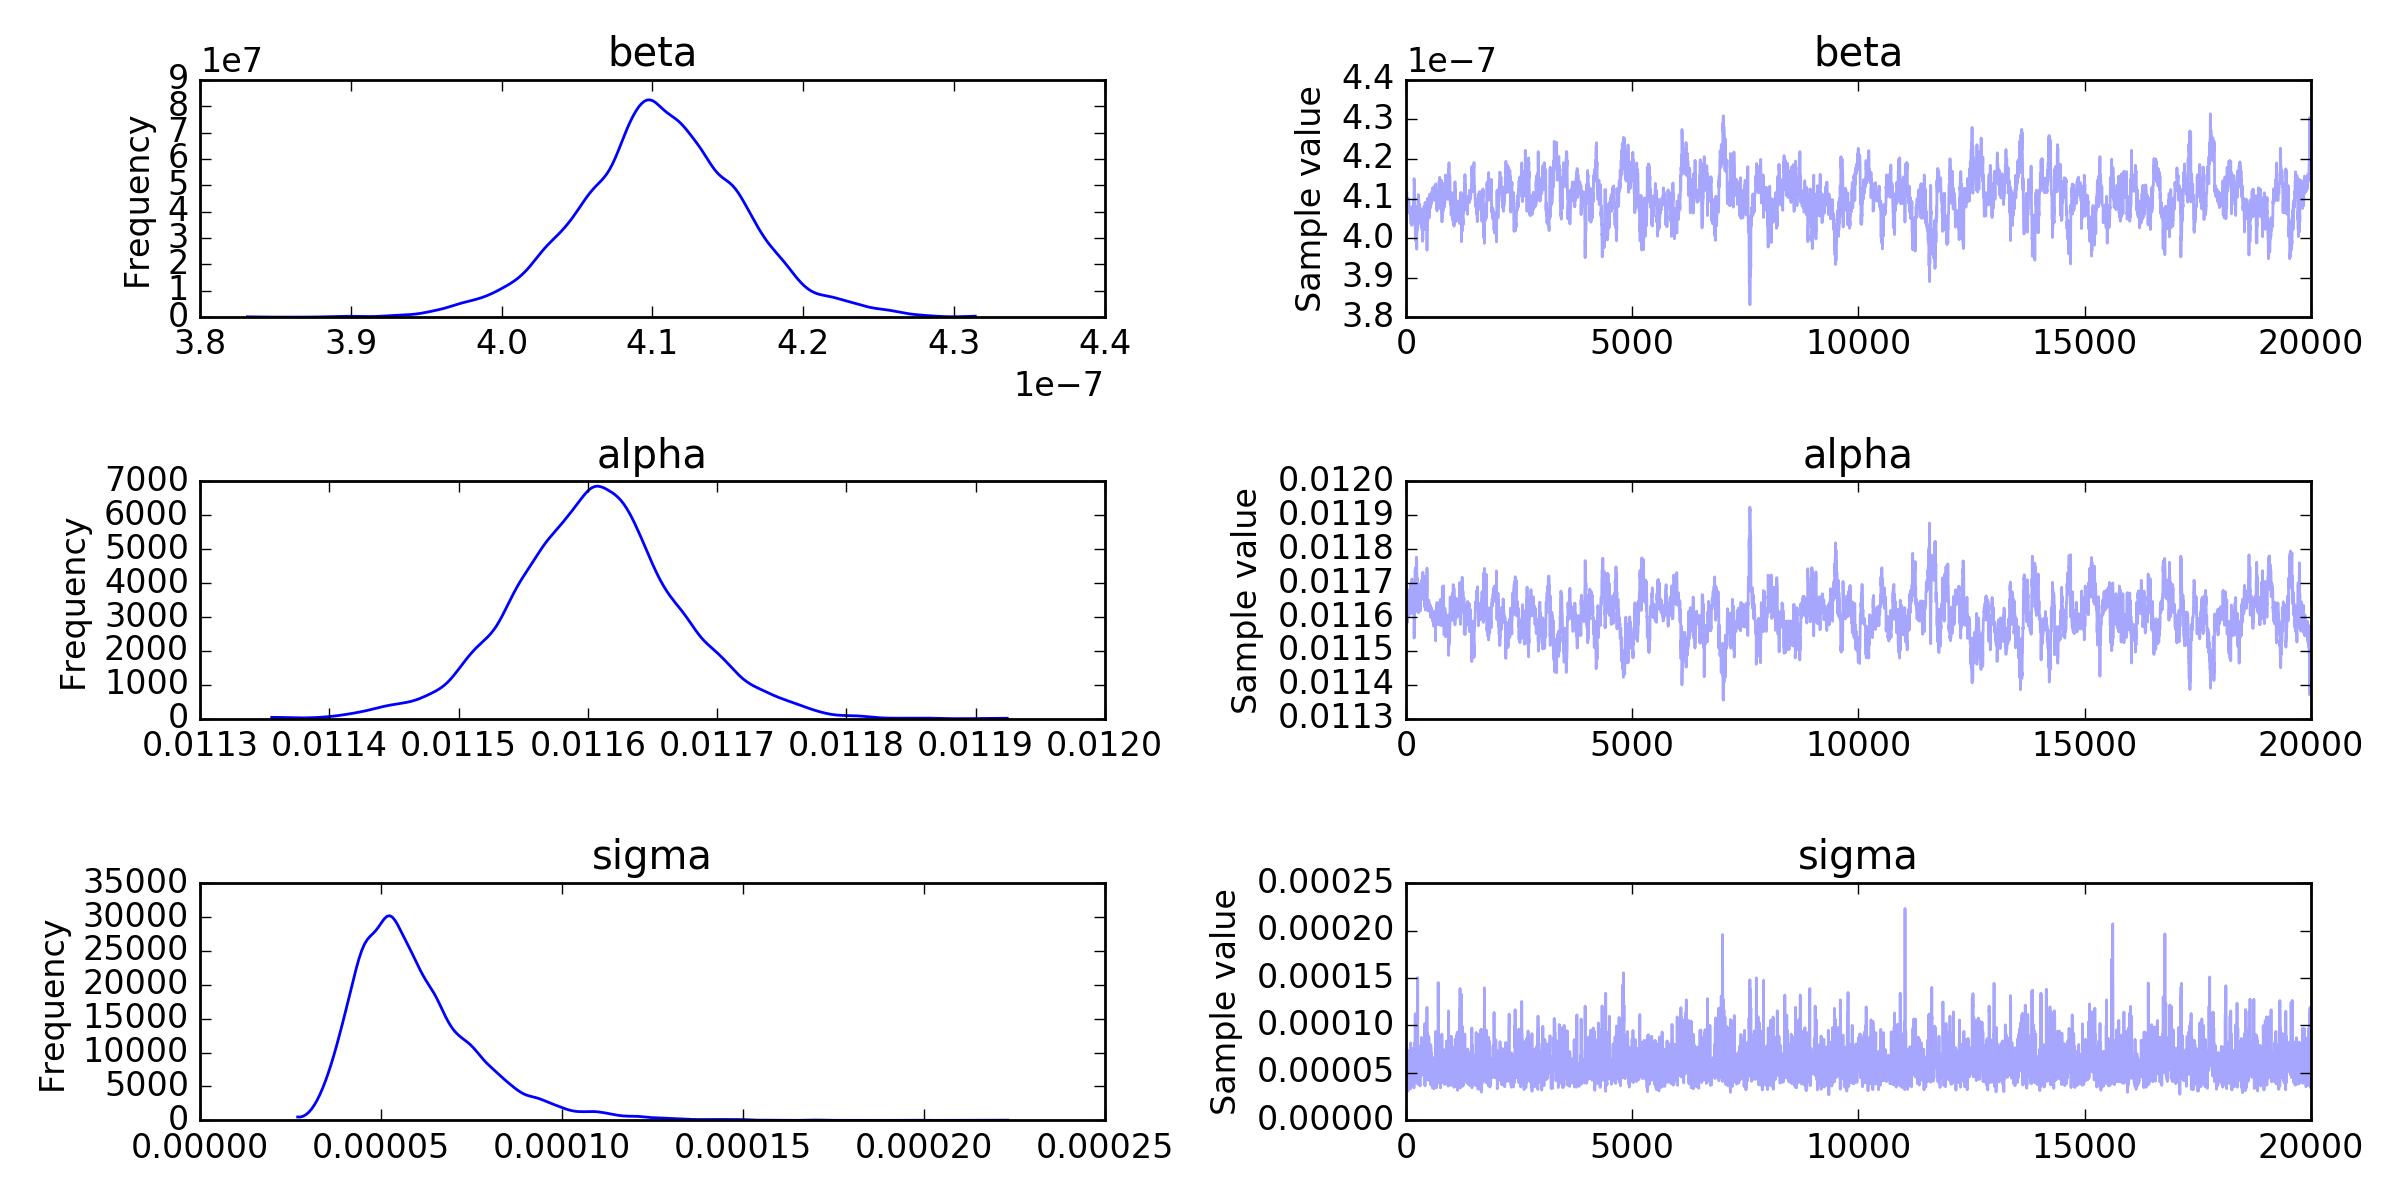 beta
1e7
Frequency
9
8
7
6
5
4
3
2
1
0
3.8 3.9 4.0 4.1 4.2 4.3 4.4
1e−7
beta
1e−7
Sample value
4.4
4.3
4.2
4.1
4.0
3.9
3.8
0 5000 10000 15000 20000
alpha
Frequency
7000
6000
5000
4000
3000
2000
1000
0
0.0113 0.0114 0.0115 0.0116 0.0117 0.0118 0.0119 0.0120
alpha
Sample value
0.0120
0.0119
0.0118
0.0117
0.0116
0.0115
0.0114
0.0113
0 5000 10000 15000 20000
sigma
Frequency
35000
30000
25000
20000
15000
10000
5000
0
0.00000 0.00005 0.00010 0.00015 0.00020 0.00025
sigma
Sample value
0.00025
0.00020
0.00015
0.00010
0.00005
0.00000
0 5000 10000 15000 20000